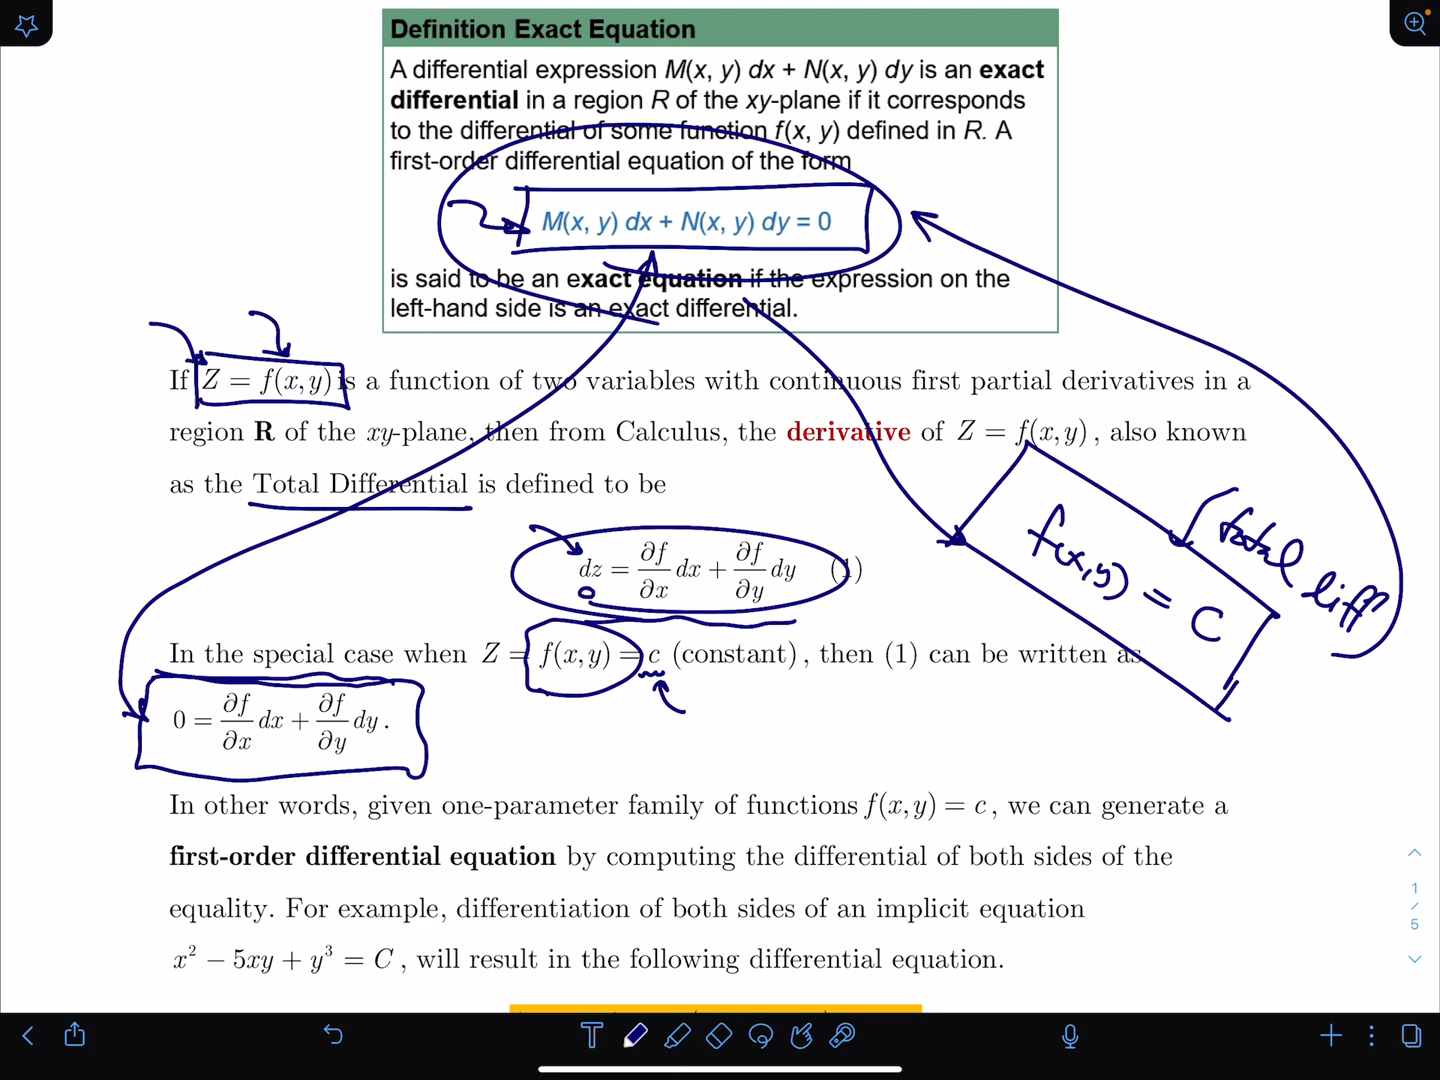 Definition Exact Equation
A differential expression M(x, y) dx + N(x, y) dy is an exact
differential in a region R of the xy-plane if it corresponds
to the differential of some function f(x, y) defined in R. A
first-order differential equation of the form
M(x, y) dx + N(x, y) dy = 0
is said to be an exact equation if the expression on the
left-hand side is an exact differential.
If Z = f(x,y) is a function of two variables with continuous first partial derivatives in a
region R of the xy-plane, then from Calculus, the derivative of Z = f(x,y), also known
as the Total Differential is defined to be
dz = ∂f/∂x dx + ∂f/∂y dy (1)
0
f(x,y) = C
total diff
In the special case when Z = f(x,y) = c (constant), then (1) can be written as
0 = ∂f/∂x dx + ∂f/∂y dy.
In other words, given one-parameter family of functions f(x,y) = c, we can generate a
first-order differential equation by computing the differential of both sides of the
equality. For example, differentiation of both sides of an implicit equation
x² − 5xy + y³ = C, will result in the following differential equation.
1
/
5